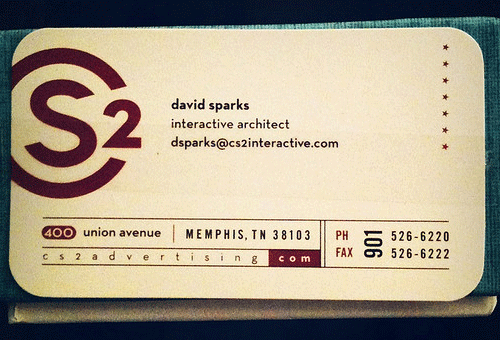 CS2
david sparks
interactive architect
dsparks@cs2interactive.com
400 union avenue | MEMPHIS, TN 38103
cs2advertising com
PH 901 526-6220
FAX 526-6222